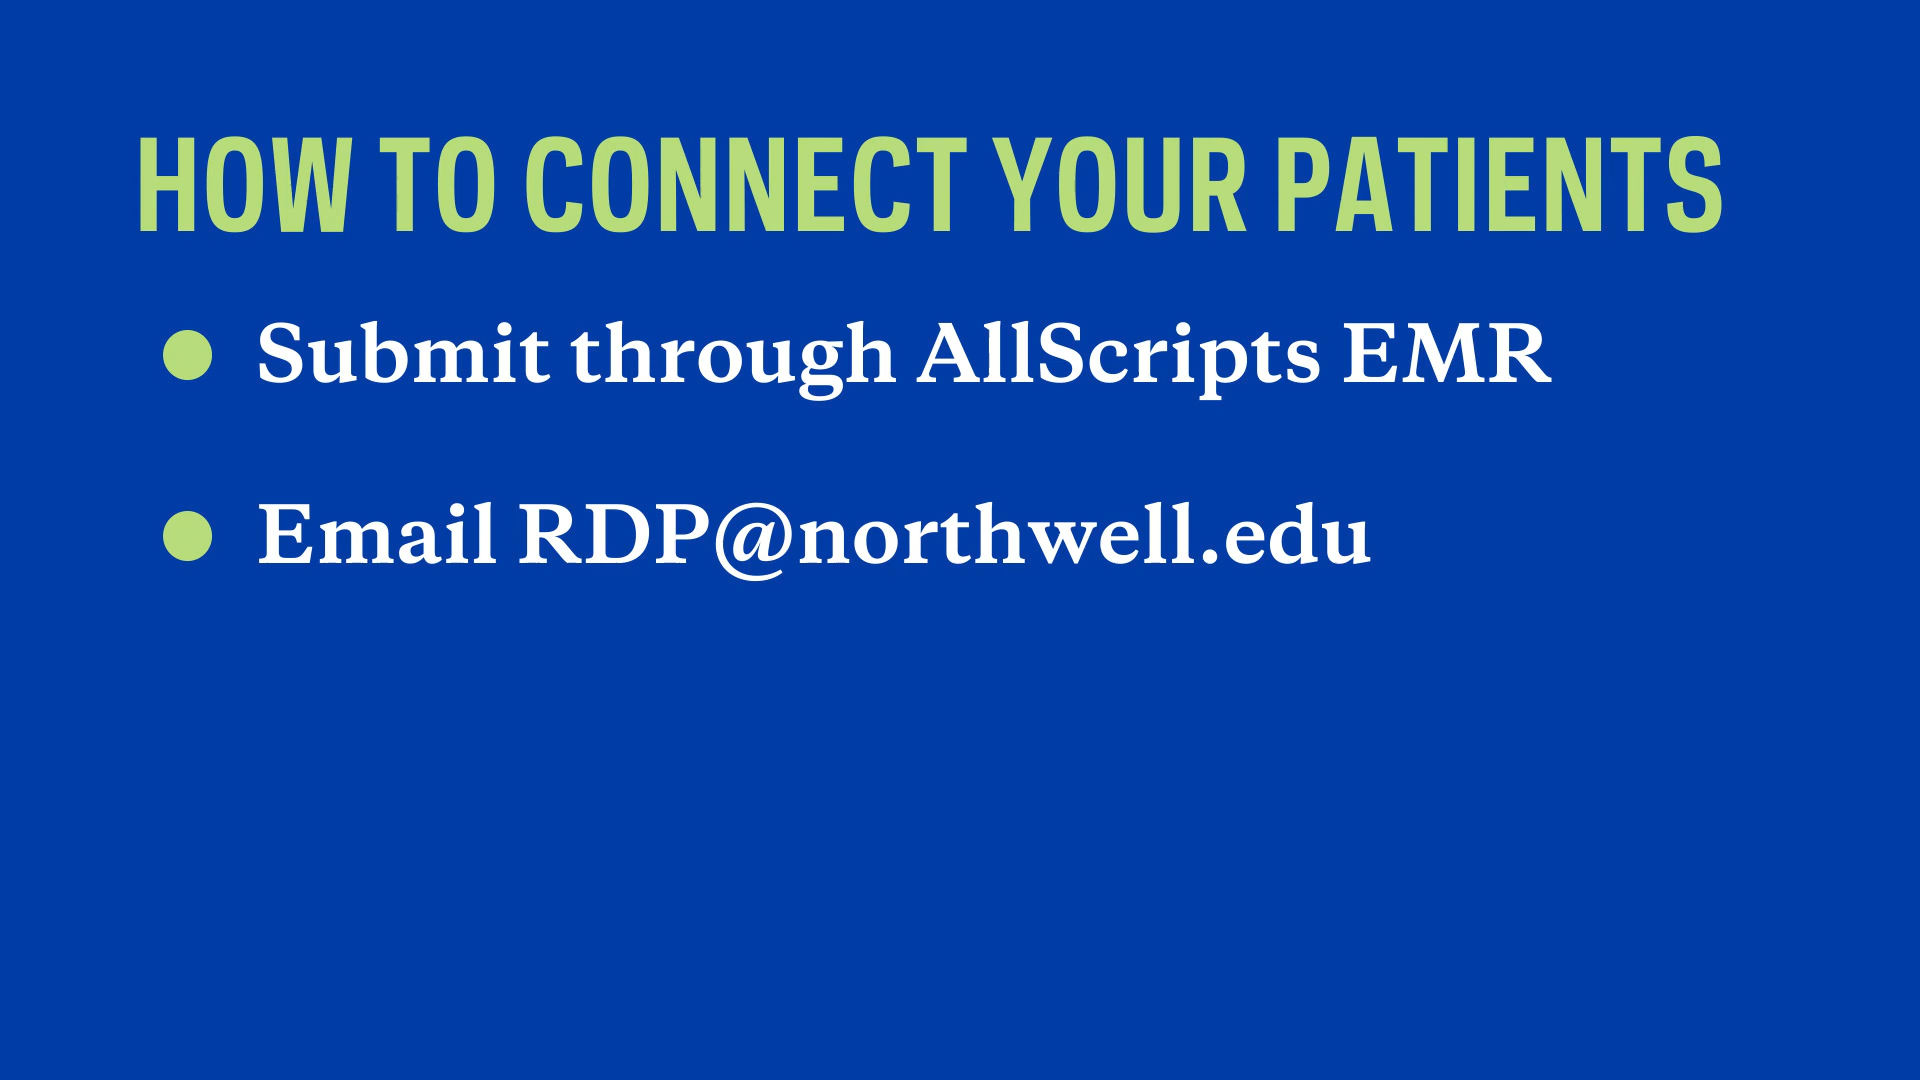 HOW TO CONNECT YOUR PATIENTS
Submit through AllScripts EMR
Email RDP@northwell.edu